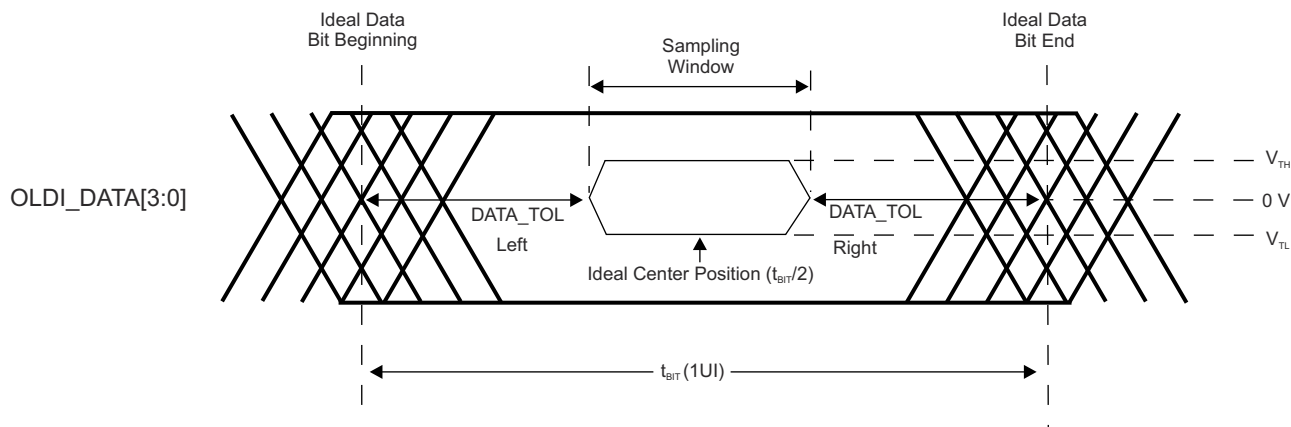 Ideal Data
Bit Beginning
Ideal Data
Bit End
Sampling
Window
V_TH
OLDI_DATA[3:0]
0 V
DATA_TOL
DATA_TOL
V_TL
Left
Right
Ideal Center Position (t_BIT/2)
t_BIT (1UI)